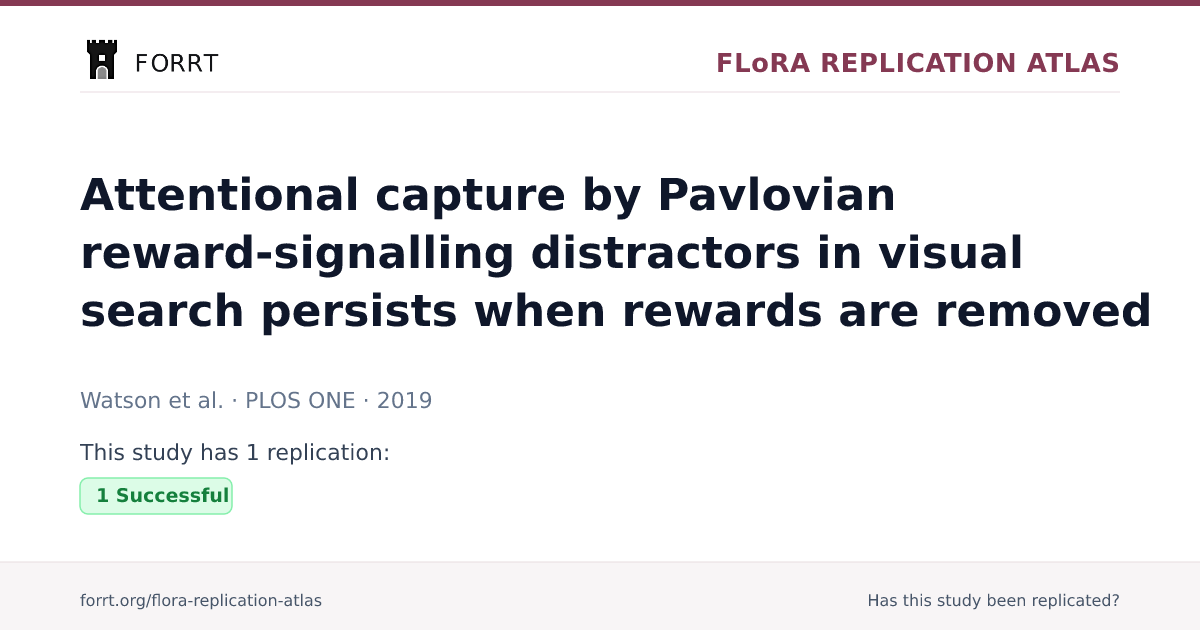 FORRT
FLoRA REPLICATION ATLAS
Attentional capture by Pavlovian
reward-signalling distractors in visual
search persists when rewards are removed
Watson et al. · PLOS ONE · 2019
This study has 1 replication:
1 Successful
forrt.org/flora-replication-atlas
Has this study been replicated?